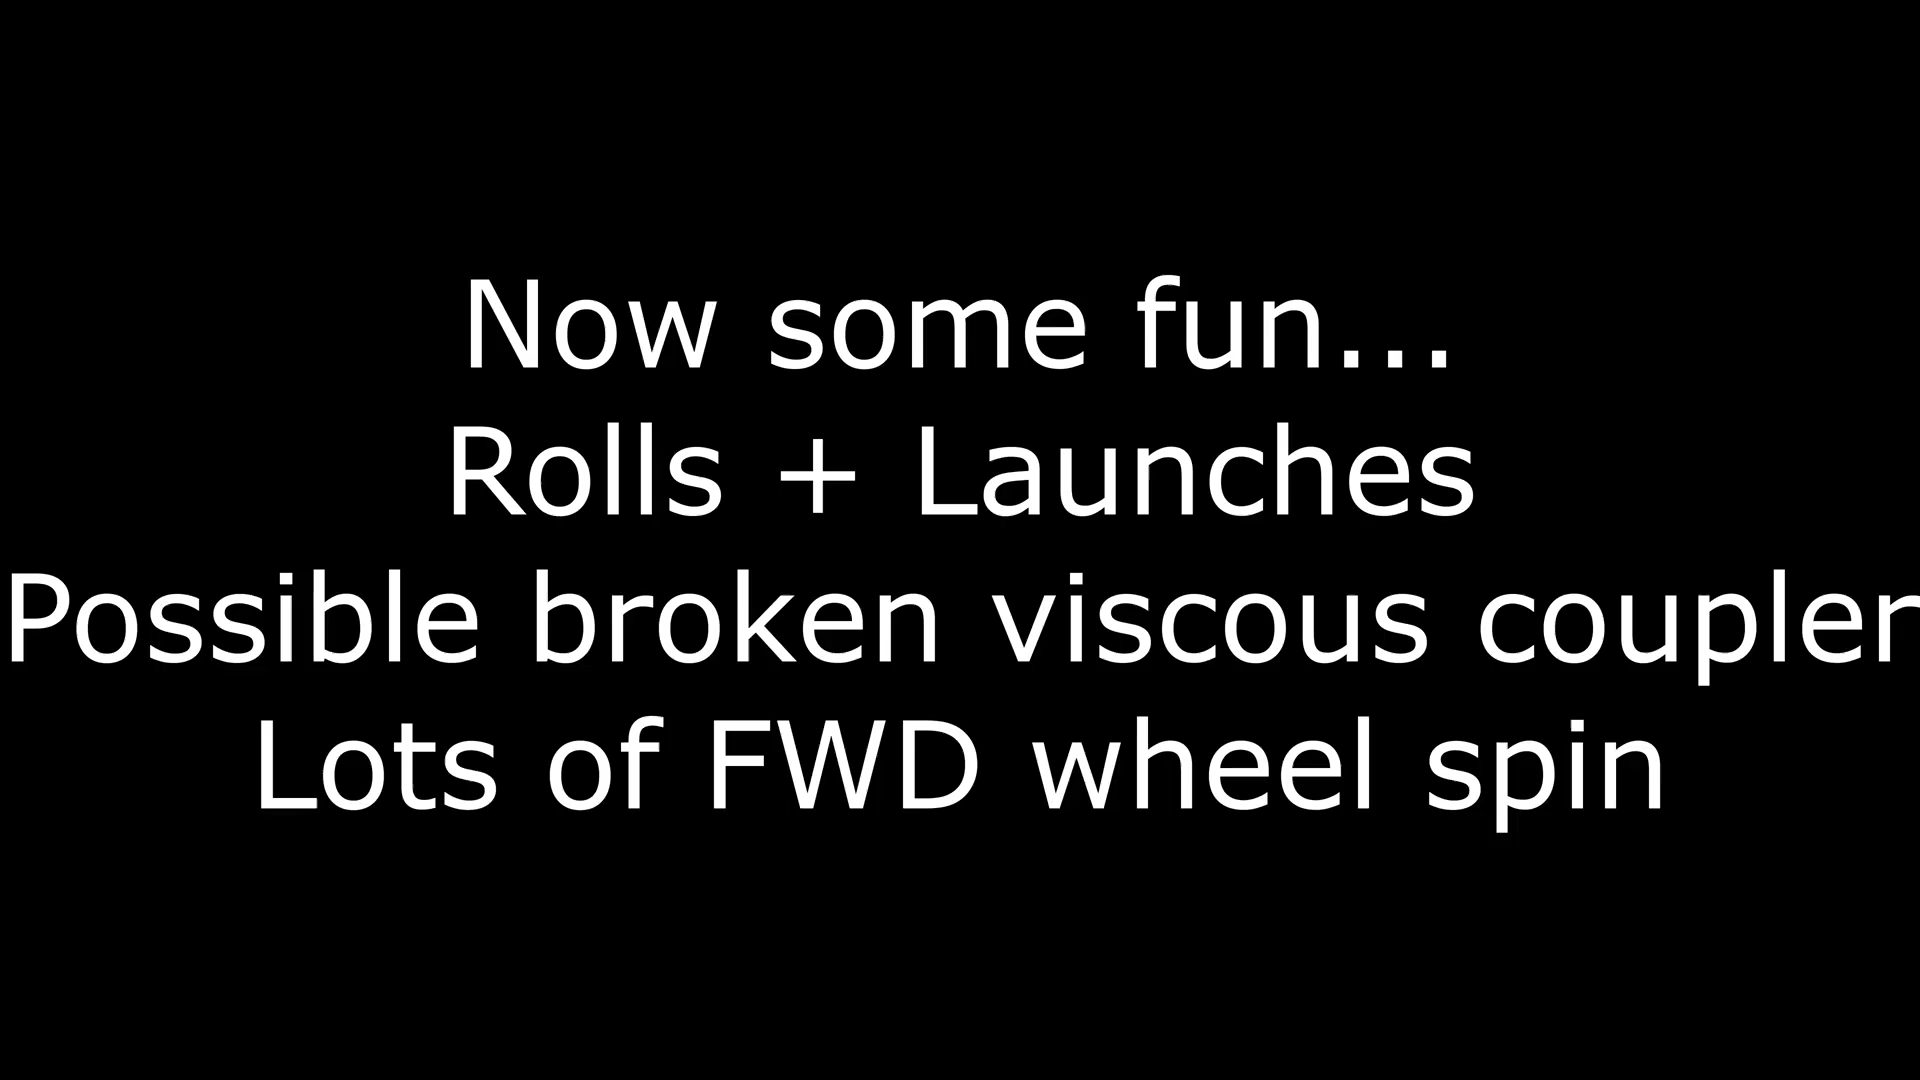 Now some fun...
Rolls + Launches
Possible broken viscous coupler
Lots of FWD wheel spin